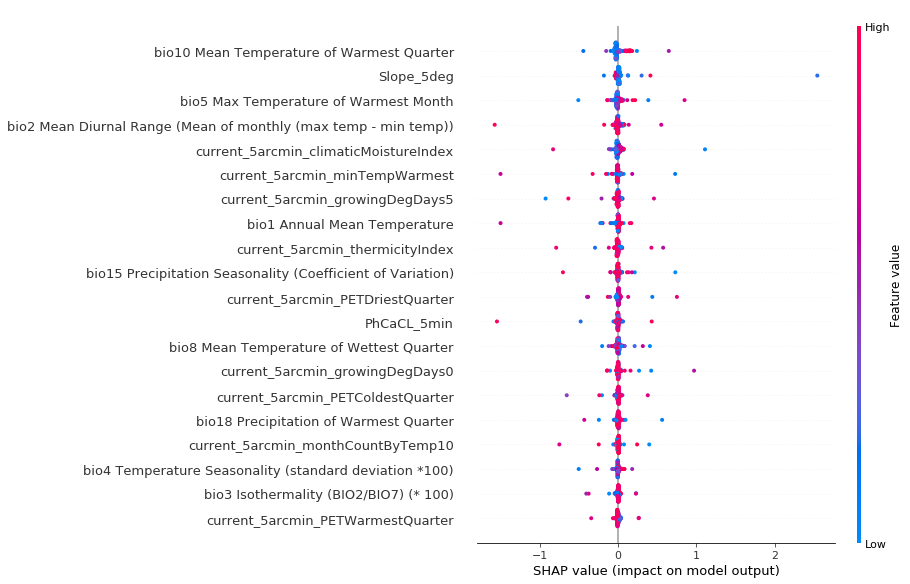 High
bio10 Mean Temperature of Warmest Quarter
Slope_5deg
bio5 Max Temperature of Warmest Month
bio2 Mean Diurnal Range (Mean of monthly (max temp - min temp))
current_5arcmin_climaticMoistureIndex
current_5arcmin_minTempWarmest
current_5arcmin_growingDegDays5
bio1 Annual Mean Temperature
current_5arcmin_thermicityIndex
bio15 Precipitation Seasonality (Coefficient of Variation)
current_5arcmin_PETDriestQuarter
PhCaCL_5min
bio8 Mean Temperature of Wettest Quarter
current_5arcmin_growingDegDays0
current_5arcmin_PETColdestQuarter
bio18 Precipitation of Warmest Quarter
current_5arcmin_monthCountByTemp10
bio4 Temperature Seasonality (standard deviation *100)
bio3 Isothermality (BIO2/BIO7) (* 100)
current_5arcmin_PETWarmestQuarter
Feature value
Low
−1 0 1 2
SHAP value (impact on model output)